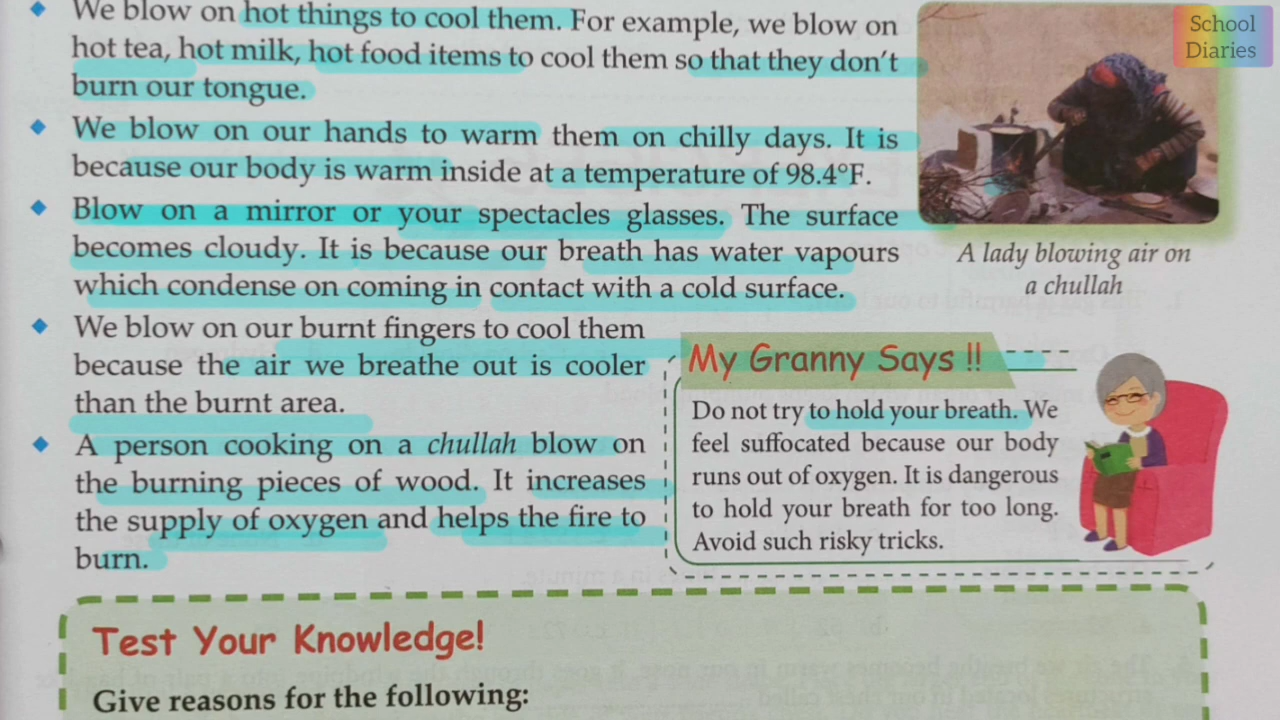 We blow on hot things to cool them. For example, we blow on
hot tea, hot milk, hot food items to cool them so that they don't
burn our tongue.
We blow on our hands to warm them on chilly days. It is
because our body is warm inside at a temperature of 98.4°F.
Blow on a mirror or your spectacles glasses. The surface
becomes cloudy. It is because our breath has water vapours
which condense on coming in contact with a cold surface.
We blow on our burnt fingers to cool them
because the air we breathe out is cooler
than the burnt area.
A person cooking on a chullah blow on
the burning pieces of wood. It increases
the supply of oxygen and helps the fire to
burn.
School
Diaries
A lady blowing air on
a chullah
My Granny Says !!
Do not try to hold your breath. We
feel suffocated because our body
runs out of oxygen. It is dangerous
to hold your breath for too long.
Avoid such risky tricks.
Test Your Knowledge!
Give reasons for the following: